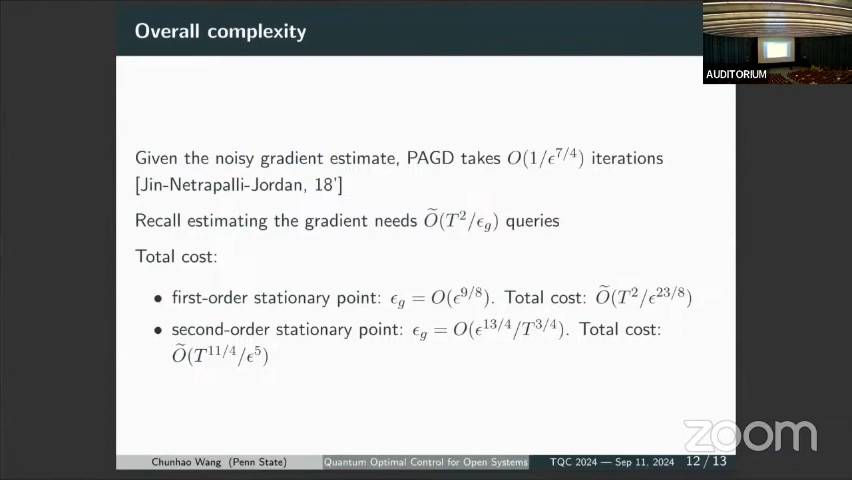 Overall complexity
AUDITORIUM
Given the noisy gradient estimate, PAGD takes O(1/ϵ^{7/4}) iterations
[Jin-Netrapalli-Jordan, 18']
Recall estimating the gradient needs Õ(T²/ϵ_g) queries
Total cost:
• first-order stationary point: ϵ_g = O(ϵ^{9/8}). Total cost: Õ(T²/ϵ^{23/8})
• second-order stationary point: ϵ_g = O(ϵ^{13/4}/T^{3/4}). Total cost:
Õ(T^{11/4}/ϵ⁵)
zoom
Chunhao Wang (Penn State) Quantum Optimal Control for Open Systems TQC 2024 — Sep 11, 2024 12 / 13